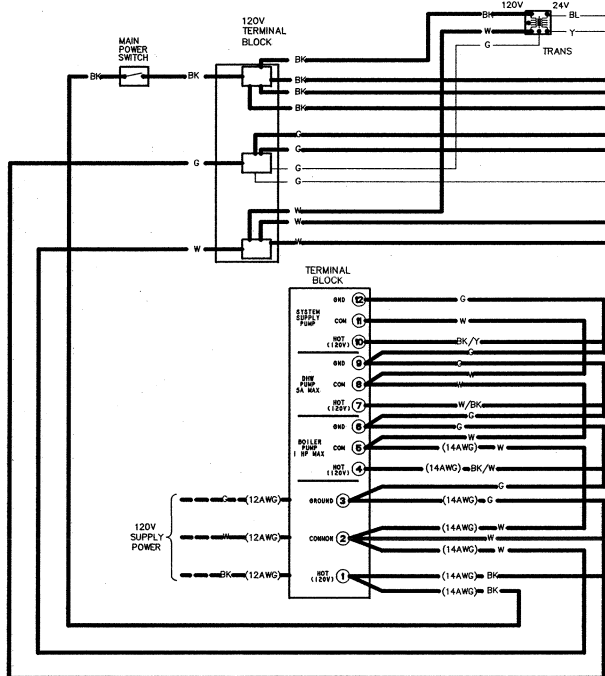 120V 24V
BK BL
W Y
G
TRANS
120V
TERMINAL
BLOCK
MAIN
POWER
SWITCH
BK BK
BK
BK
BK
BK
G
G
G
G
G
W
W
W
W
TERMINAL
BLOCK
SYSTEM
SUPPLY
PUMP
GND 12 G
COM 11 W
HOT
(120V) 10 BK/Y
G
DHW
PUMP
5A MAX
GND 9 G
W
COM 8 W
HOT
(120V) 7 W/BK
G
BOILER
PUMP
1 HP MAX
GND 6 G
W
COM 5 (14AWG) W
HOT
(120V) 4 (14AWG) BK/W
G
120V
SUPPLY
POWER
G (12AWG) GROUND 3 (14AWG) G
(14AWG) W
W (12AWG) COMMON 2 W
(14AWG) W
BK (12AWG) HOT
(120V) 1 (14AWG) BK
(14AWG) BK